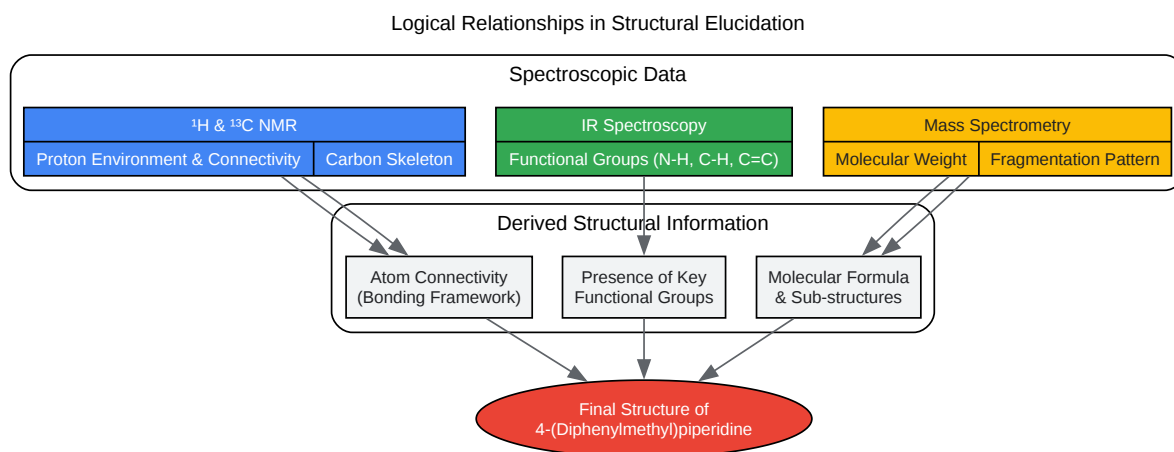 Logical Relationships in Structural Elucidation
Spectroscopic Data
¹H & ¹³C NMR
Proton Environment & Connectivity
Carbon Skeleton
IR Spectroscopy
Functional Groups (N-H, C-H, C=C)
Mass Spectrometry
Molecular Weight
Fragmentation Pattern
Derived Structural Information
Atom Connectivity
(Bonding Framework)
Presence of Key
Functional Groups
Molecular Formula
& Sub-structures
Final Structure of
4-(Diphenylmethyl)piperidine